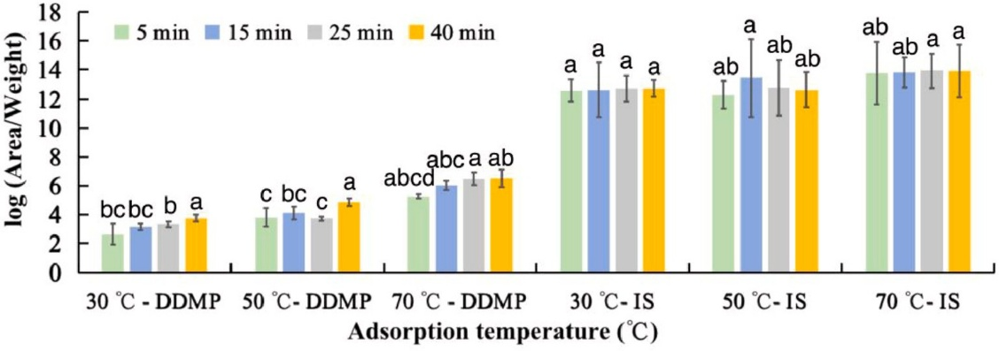 18
16
14
12
10
8
6
4
2
0
log (Area/Weight)
5 min 15 min 25 min 40 min
bc bc b a
c bc c a
abcd abc a ab
a a a a
ab a ab ab
ab ab a a
30 ℃ - DDMP 50 ℃- DDMP 70 ℃ - DDMP 30 ℃- IS 50 ℃- IS 70 ℃- IS
Adsorption temperature (℃)